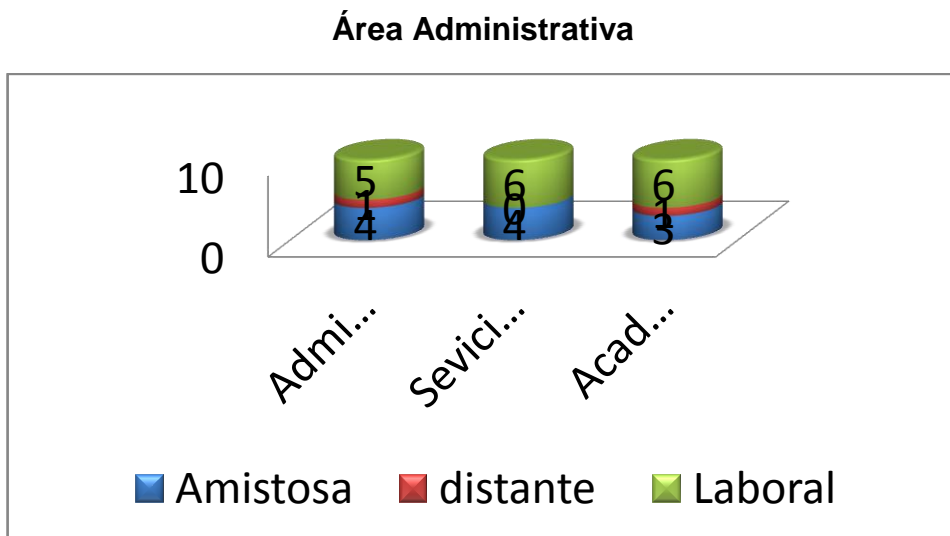 Área Administrativa
10
0
5
1
4
6
0
4
6
1
3
Admi...
Sevici...
Acad...
Amistosa distante Laboral